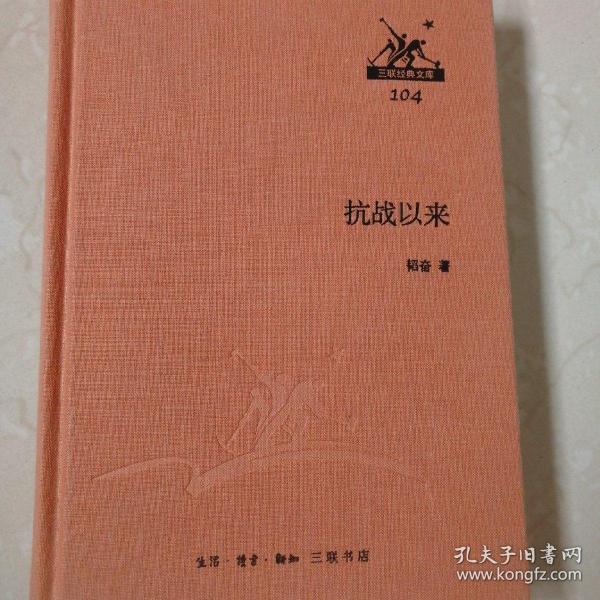 三联经典文库
104
抗战以来
韬奋 著
生活·读书·新知 三联书店
孔夫子旧书网
www.kongfz.com